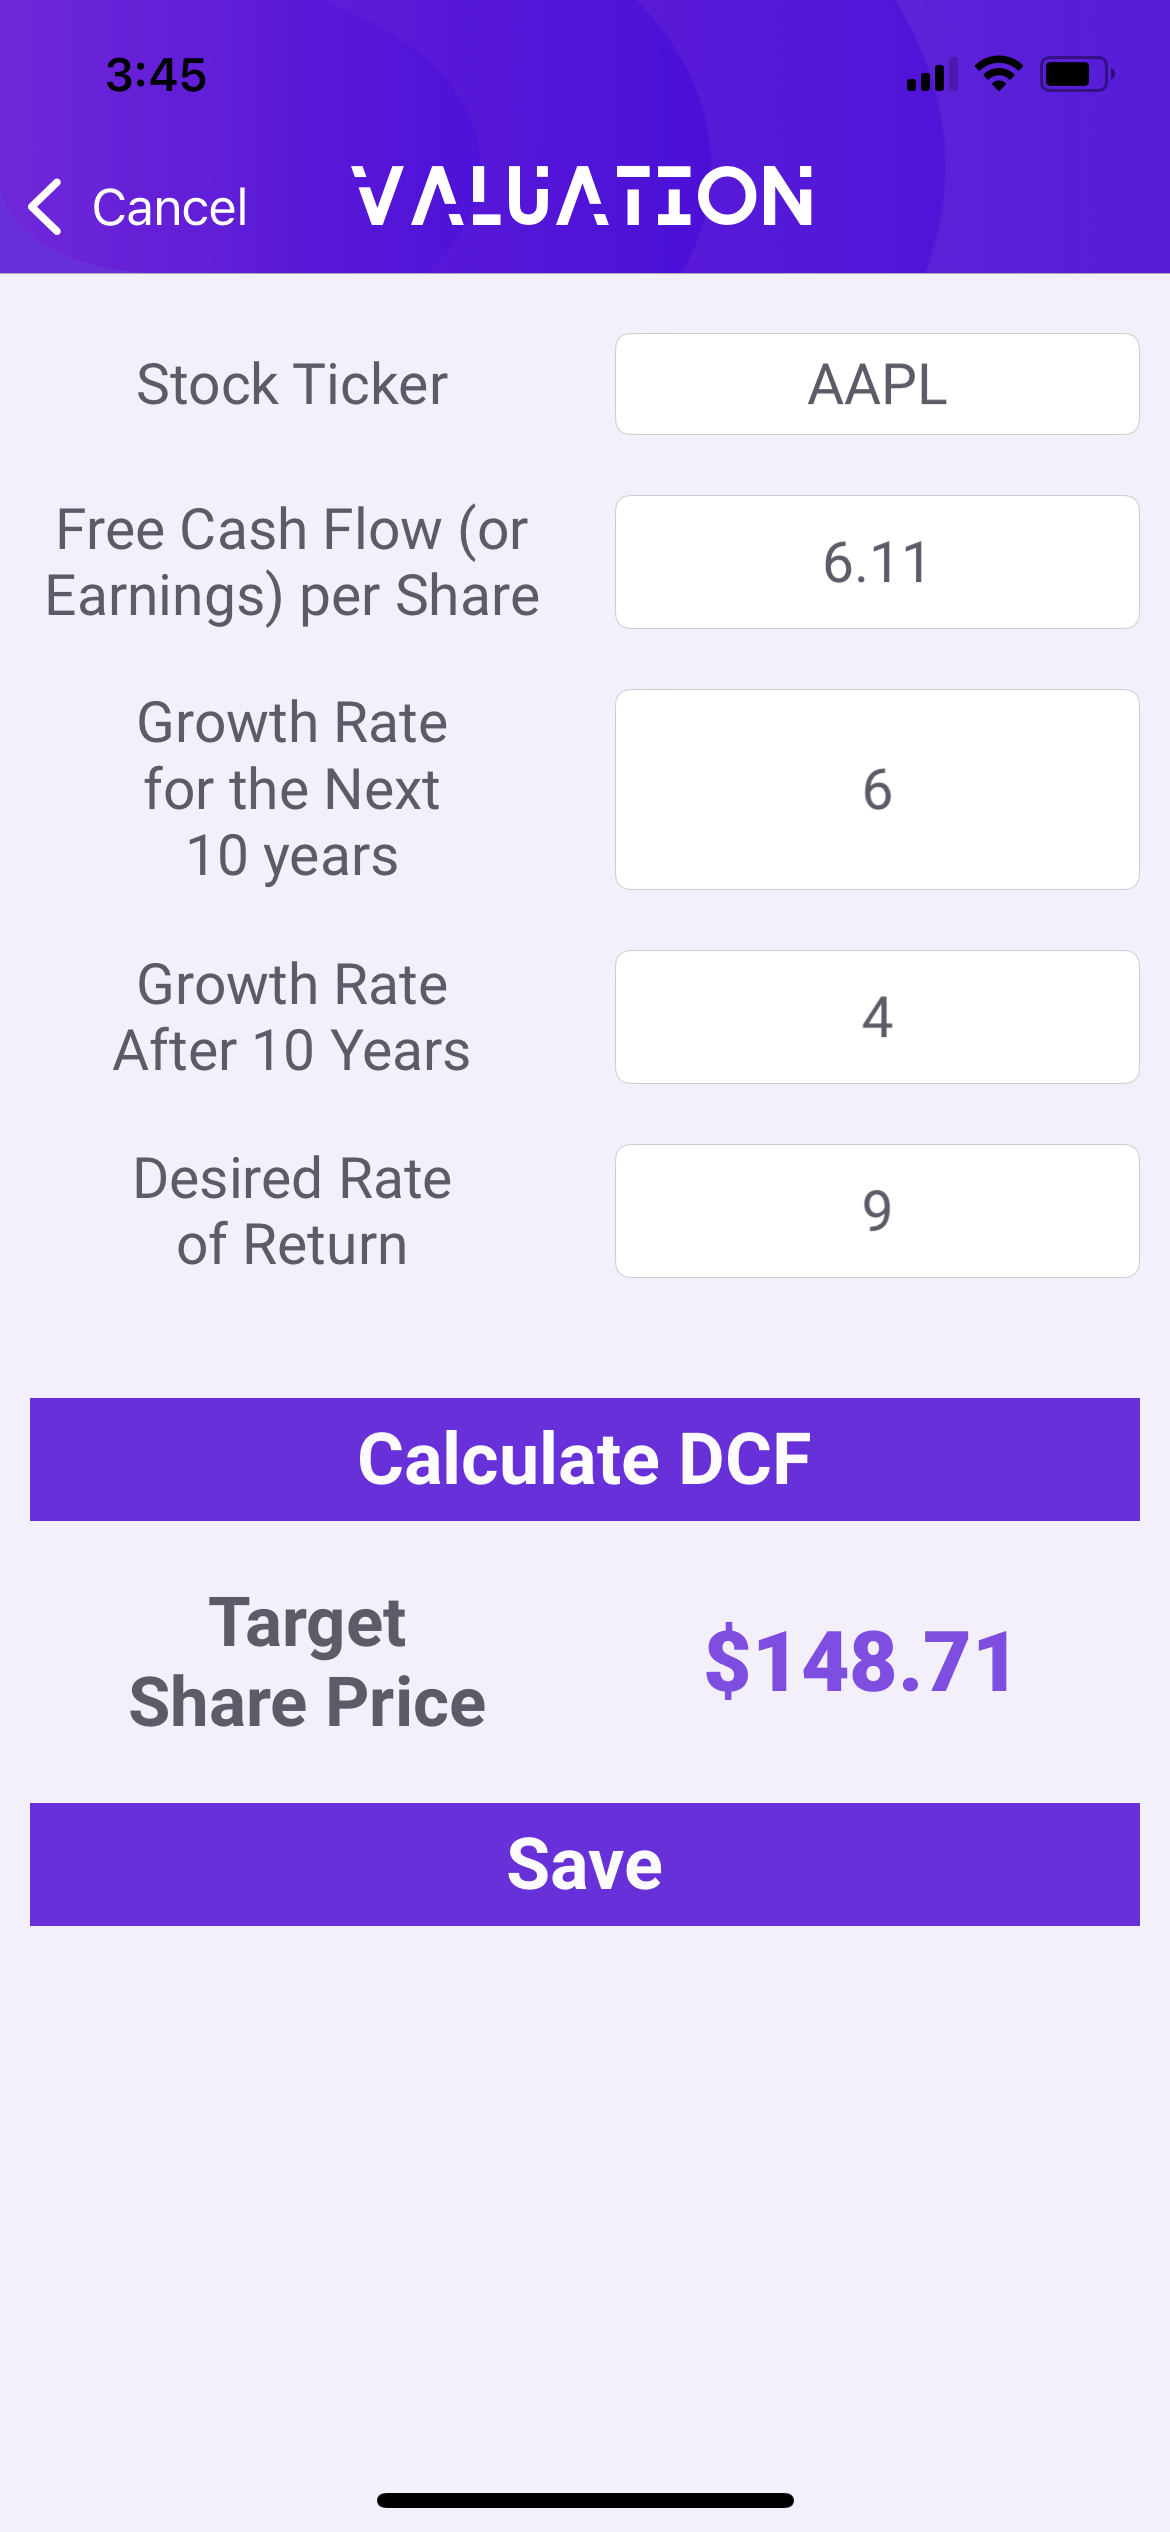 3:45
Cancel
VALUATION
Stock Ticker
AAPL
Free Cash Flow (or
Earnings) per Share
6.11
Growth Rate
for the Next
10 years
6
Growth Rate
After 10 Years
4
Desired Rate
of Return
9
Calculate DCF
Target
Share Price
$148.71
Save